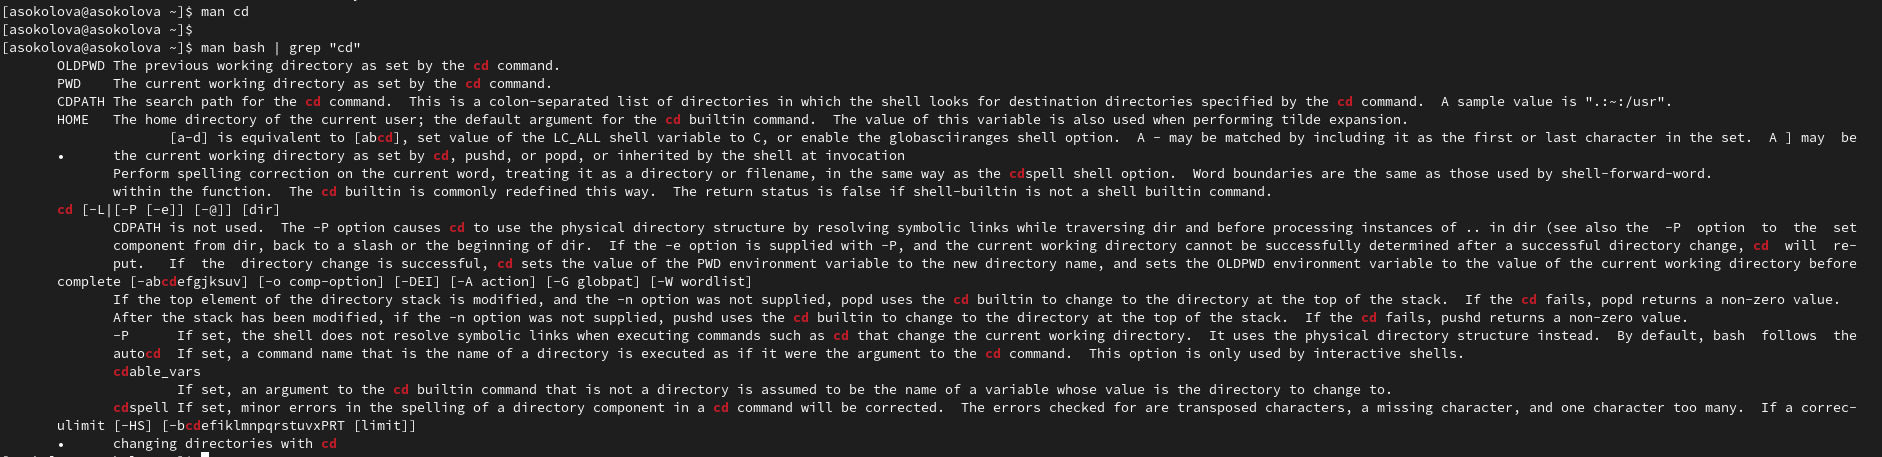 [asokolova@asokolova ~]$ man cd
[asokolova@asokolova ~]$
[asokolova@asokolova ~]$ man bash | grep "cd"
OLDPWD The previous working directory as set by the cd command.
PWD    The current working directory as set by the cd command.
CDPATH The search path for the cd command.  This is a colon-separated list of directories in which the shell looks for destination directories specified by the cd command.  A sample value is ".:~:/usr".
HOME   The home directory of the current user; the default argument for the cd builtin command.  The value of this variable is also used when performing tilde expansion.
[a-d] is equivalent to [abcd], set value of the LC_ALL shell variable to C, or enable the globasciiranges shell option.  A - may be matched by including it as the first or last character in the set.  A ] may  be
•      the current working directory as set by cd, pushd, or popd, or inherited by the shell at invocation
Perform spelling correction on the current word, treating it as a directory or filename, in the same way as the cdspell shell option.  Word boundaries are the same as those used by shell-forward-word.
within the function.  The cd builtin is commonly redefined this way.  The return status is false if shell-builtin is not a shell builtin command.
cd [-L|[-P [-e]] [-@]] [dir]
CDPATH is not used.  The -P option causes cd to use the physical directory structure by resolving symbolic links while traversing dir and before processing instances of .. in dir (see also the  -P  option  to  the  set
component from dir, back to a slash or the beginning of dir.  If the -e option is supplied with -P, and the current working directory cannot be successfully determined after a successful directory change, cd  will  re-
put.   If  the  directory change is successful, cd sets the value of the PWD environment variable to the new directory name, and sets the OLDPWD environment variable to the value of the current working directory before
complete [-abcdefgjksuv] [-o comp-option] [-DEI] [-A action] [-G globpat] [-W wordlist]
If the top element of the directory stack is modified, and the -n option was not supplied, popd uses the cd builtin to change to the directory at the top of the stack.  If the cd fails, popd returns a non-zero value.
After the stack has been modified, if the -n option was not supplied, pushd uses the cd builtin to change to the directory at the top of the stack.  If the cd fails, pushd returns a non-zero value.
-P      If set, the shell does not resolve symbolic links when executing commands such as cd that change the current working directory.  It uses the physical directory structure instead.  By default, bash  follows  the
autocd  If set, a command name that is the name of a directory is executed as if it were the argument to the cd command.  This option is only used by interactive shells.
cdable_vars
If set, an argument to the cd builtin command that is not a directory is assumed to be the name of a variable whose value is the directory to change to.
cdspell If set, minor errors in the spelling of a directory component in a cd command will be corrected.  The errors checked for are transposed characters, a missing character, and one character too many.  If a correc-
ulimit [-HS] [-bcdefiklmnpqrstuvxPRT [limit]]
•      changing directories with cd